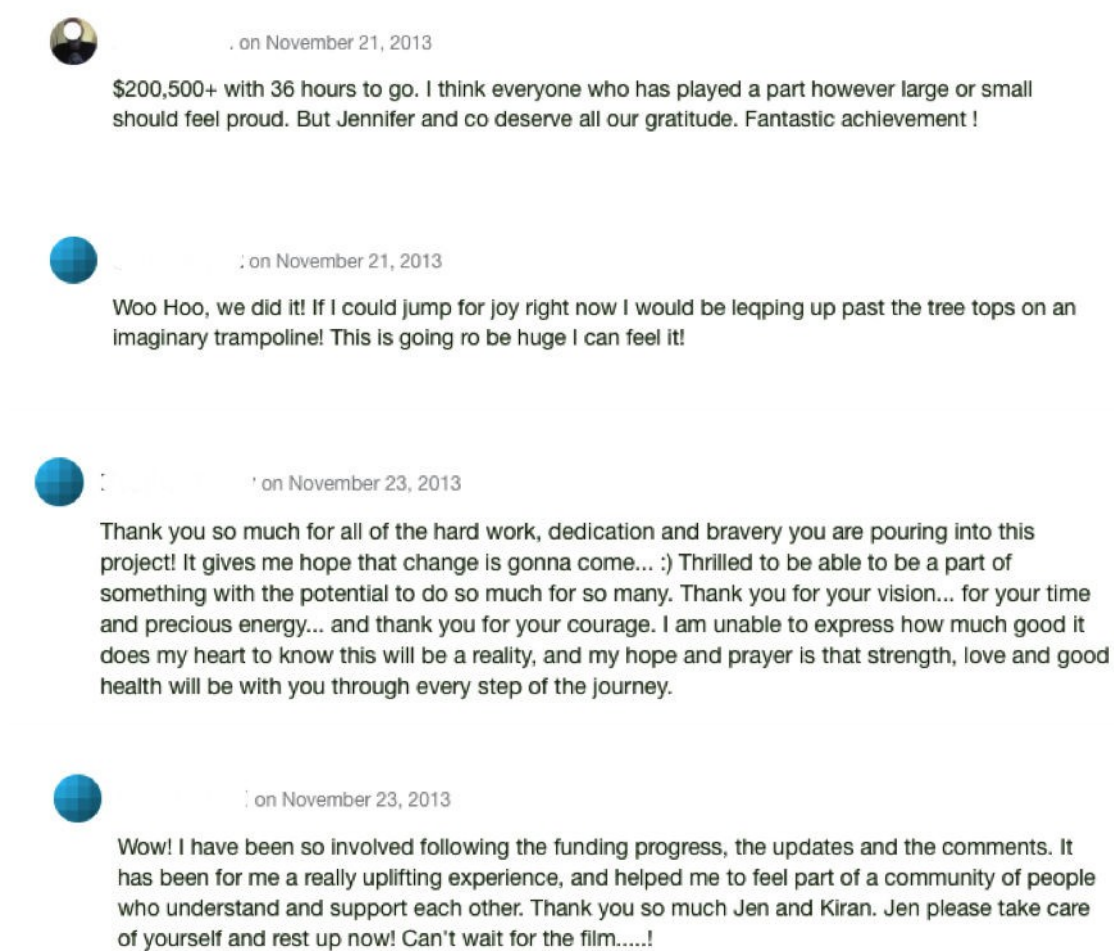 . on November 21, 2013
$200,500+ with 36 hours to go. I think everyone who has played a part however large or small
should feel proud. But Jennifer and co deserve all our gratitude. Fantastic achievement !
on November 21, 2013
Woo Hoo, we did it! If I could jump for joy right now I would be leqping up past the tree tops on an
imaginary trampoline! This is going ro be huge I can feel it!
on November 23, 2013
Thank you so much for all of the hard work, dedication and bravery you are pouring into this
project! It gives me hope that change is gonna come... :) Thrilled to be able to be a part of
something with the potential to do so much for so many. Thank you for your vision... for your time
and precious energy... and thank you for your courage. I am unable to express how much good it
does my heart to know this will be a reality, and my hope and prayer is that strength, love and good
health will be with you through every step of the journey.
on November 23, 2013
Wow! I have been so involved following the funding progress, the updates and the comments. It
has been for me a really uplifting experience, and helped me to feel part of a community of people
who understand and support each other. Thank you so much Jen and Kiran. Jen please take care
of yourself and rest up now! Can't wait for the film.....!